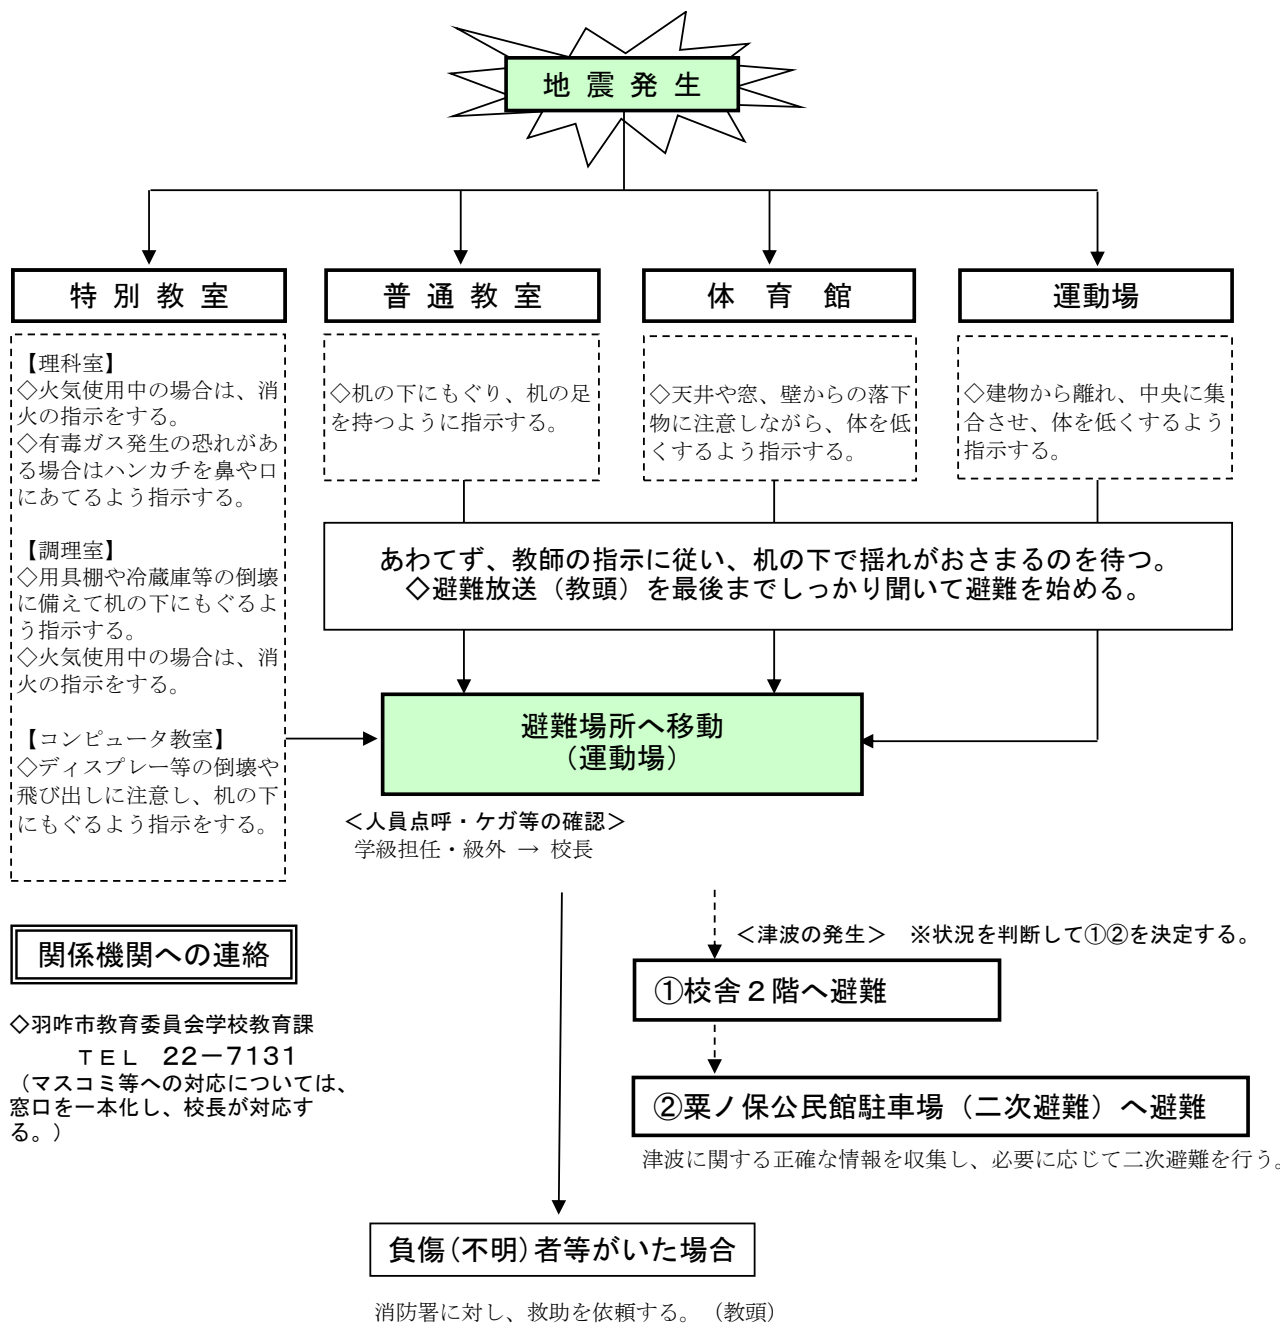 地 震 発 生
特 別 教 室
普 通 教 室
体 育 館
運動場
【理科室】
◇火気使用中の場合は、消
火の指示をする。
◇有毒ガス発生の恐れがあ
る場合はハンカチを鼻や口
にあてるよう指示する。
【調理室】
◇用具棚や冷蔵庫等の倒壊
に備えて机の下にもぐるよ
う指示する。
◇火気使用中の場合は、消
火の指示をする。
【コンピュータ教室】
◇ディスプレー等の倒壊や
飛び出しに注意し、机の下
にもぐるよう指示をする。
◇机の下にもぐり、机の足
を持つように指示する。
◇天井や窓、壁からの落下
物に注意しながら、体を低
くするよう指示する。
◇建物から離れ、中央に集
合させ、体を低くするよう
指示する。
あわてず、教師の指示に従い、机の下で揺れがおさまるのを待つ。
◇避難放送（教頭）を最後までしっかり聞いて避難を始める。
避難場所へ移動
（運動場）
＜人員点呼・ケガ等の確認＞
学級担任・級外 → 校長
＜津波の発生＞　※状況を判断して①②を決定する。
①校舎２階へ避難
②粟ノ保公民館駐車場（二次避難）へ避難
津波に関する正確な情報を収集し、必要に応じて二次避難を行う。
関係機関への連絡
◇羽咋市教育委員会学校教育課
ＴＥＬ　22－7131
（マスコミ等への対応については、
窓口を一本化し、校長が対応す
る。）
負傷（不明）者等がいた場合
消防署に対し、救助を依頼する。（教頭）